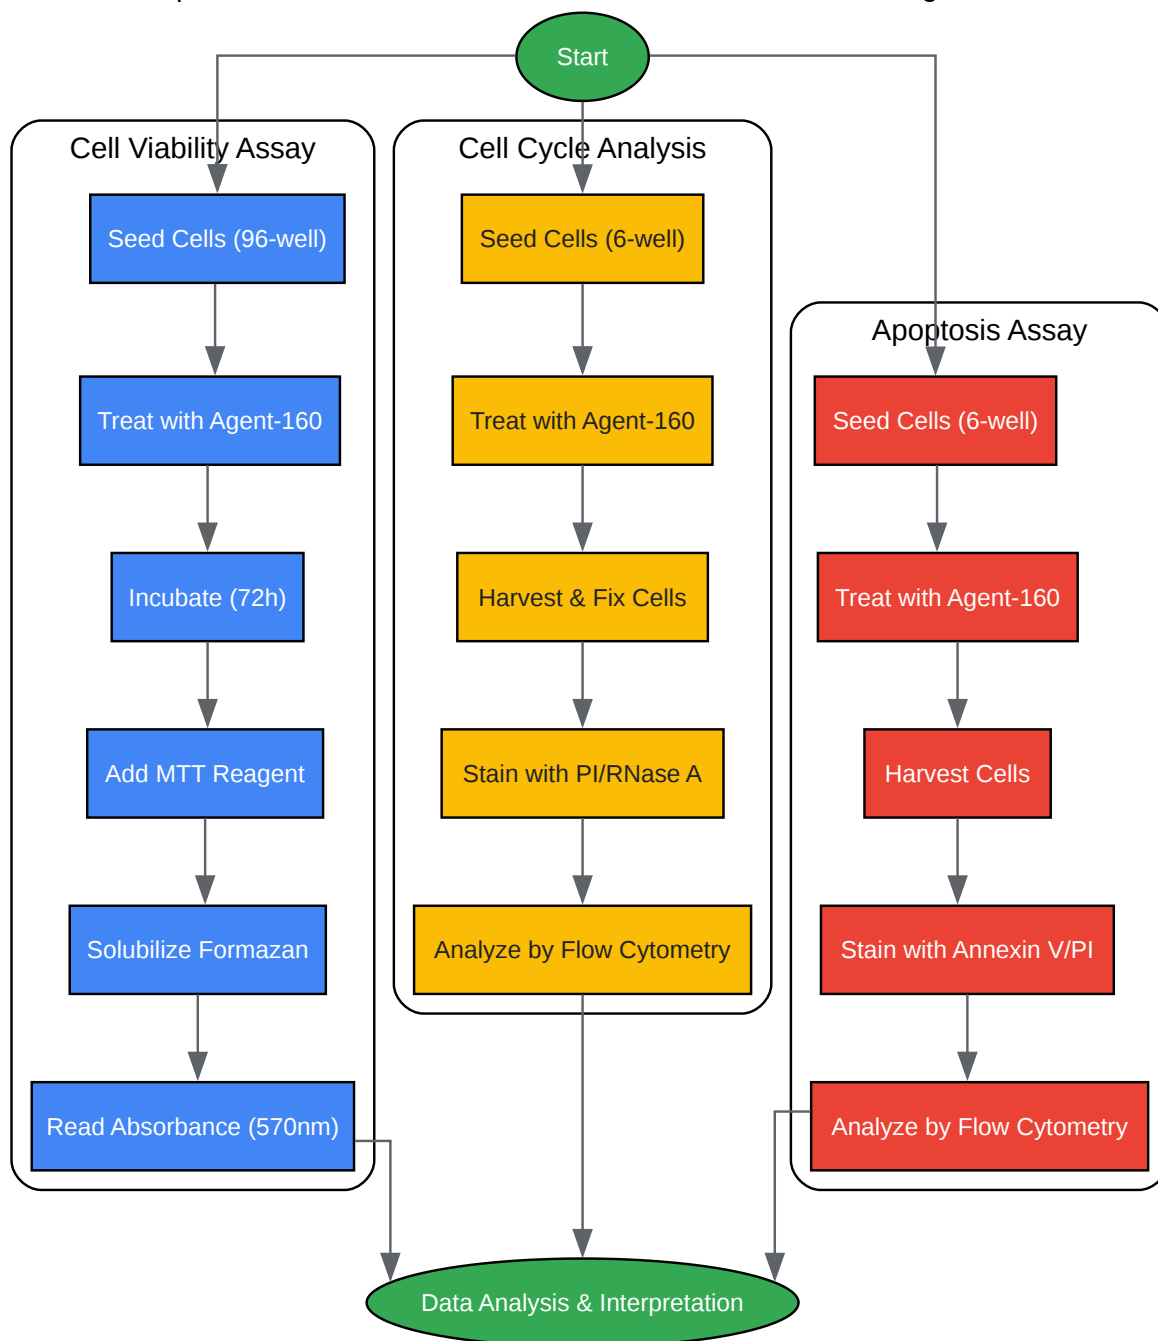 Start
Cell Viability Assay
Seed Cells (96-well)
Treat with Agent-160
Incubate (72h)
Add MTT Reagent
Solubilize Formazan
Read Absorbance (570nm)
Cell Cycle Analysis
Seed Cells (6-well)
Treat with Agent-160
Harvest & Fix Cells
Stain with PI/RNase A
Analyze by Flow Cytometry
Apoptosis Assay
Seed Cells (6-well)
Treat with Agent-160
Harvest Cells
Stain with Annexin V/PI
Analyze by Flow Cytometry
Data Analysis & Interpretation